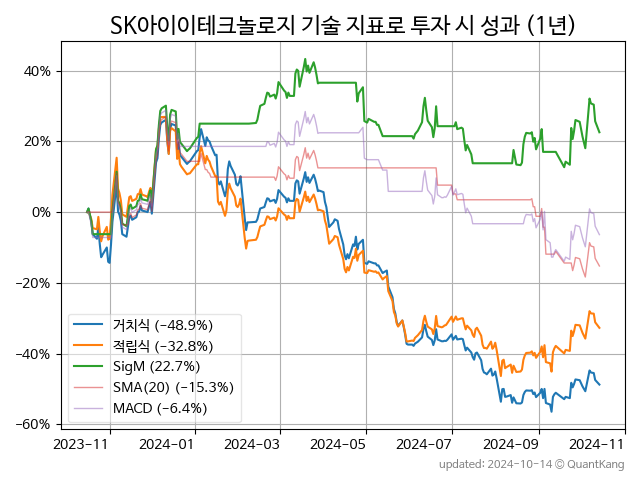 SK아이이테크놀로지 기술 지표로 투자 시 성과 (1년)
40%
20%
0%
−20%
−40%
−60%
거치식 (−48.9%)
적립식 (−32.8%)
SigM (22.7%)
SMA(20) (−15.3%)
MACD (−6.4%)
2023-11
2024-01
2024-03
2024-05
2024-07
2024-09
2024-11
updated: 2024-10-14 © QuantKang